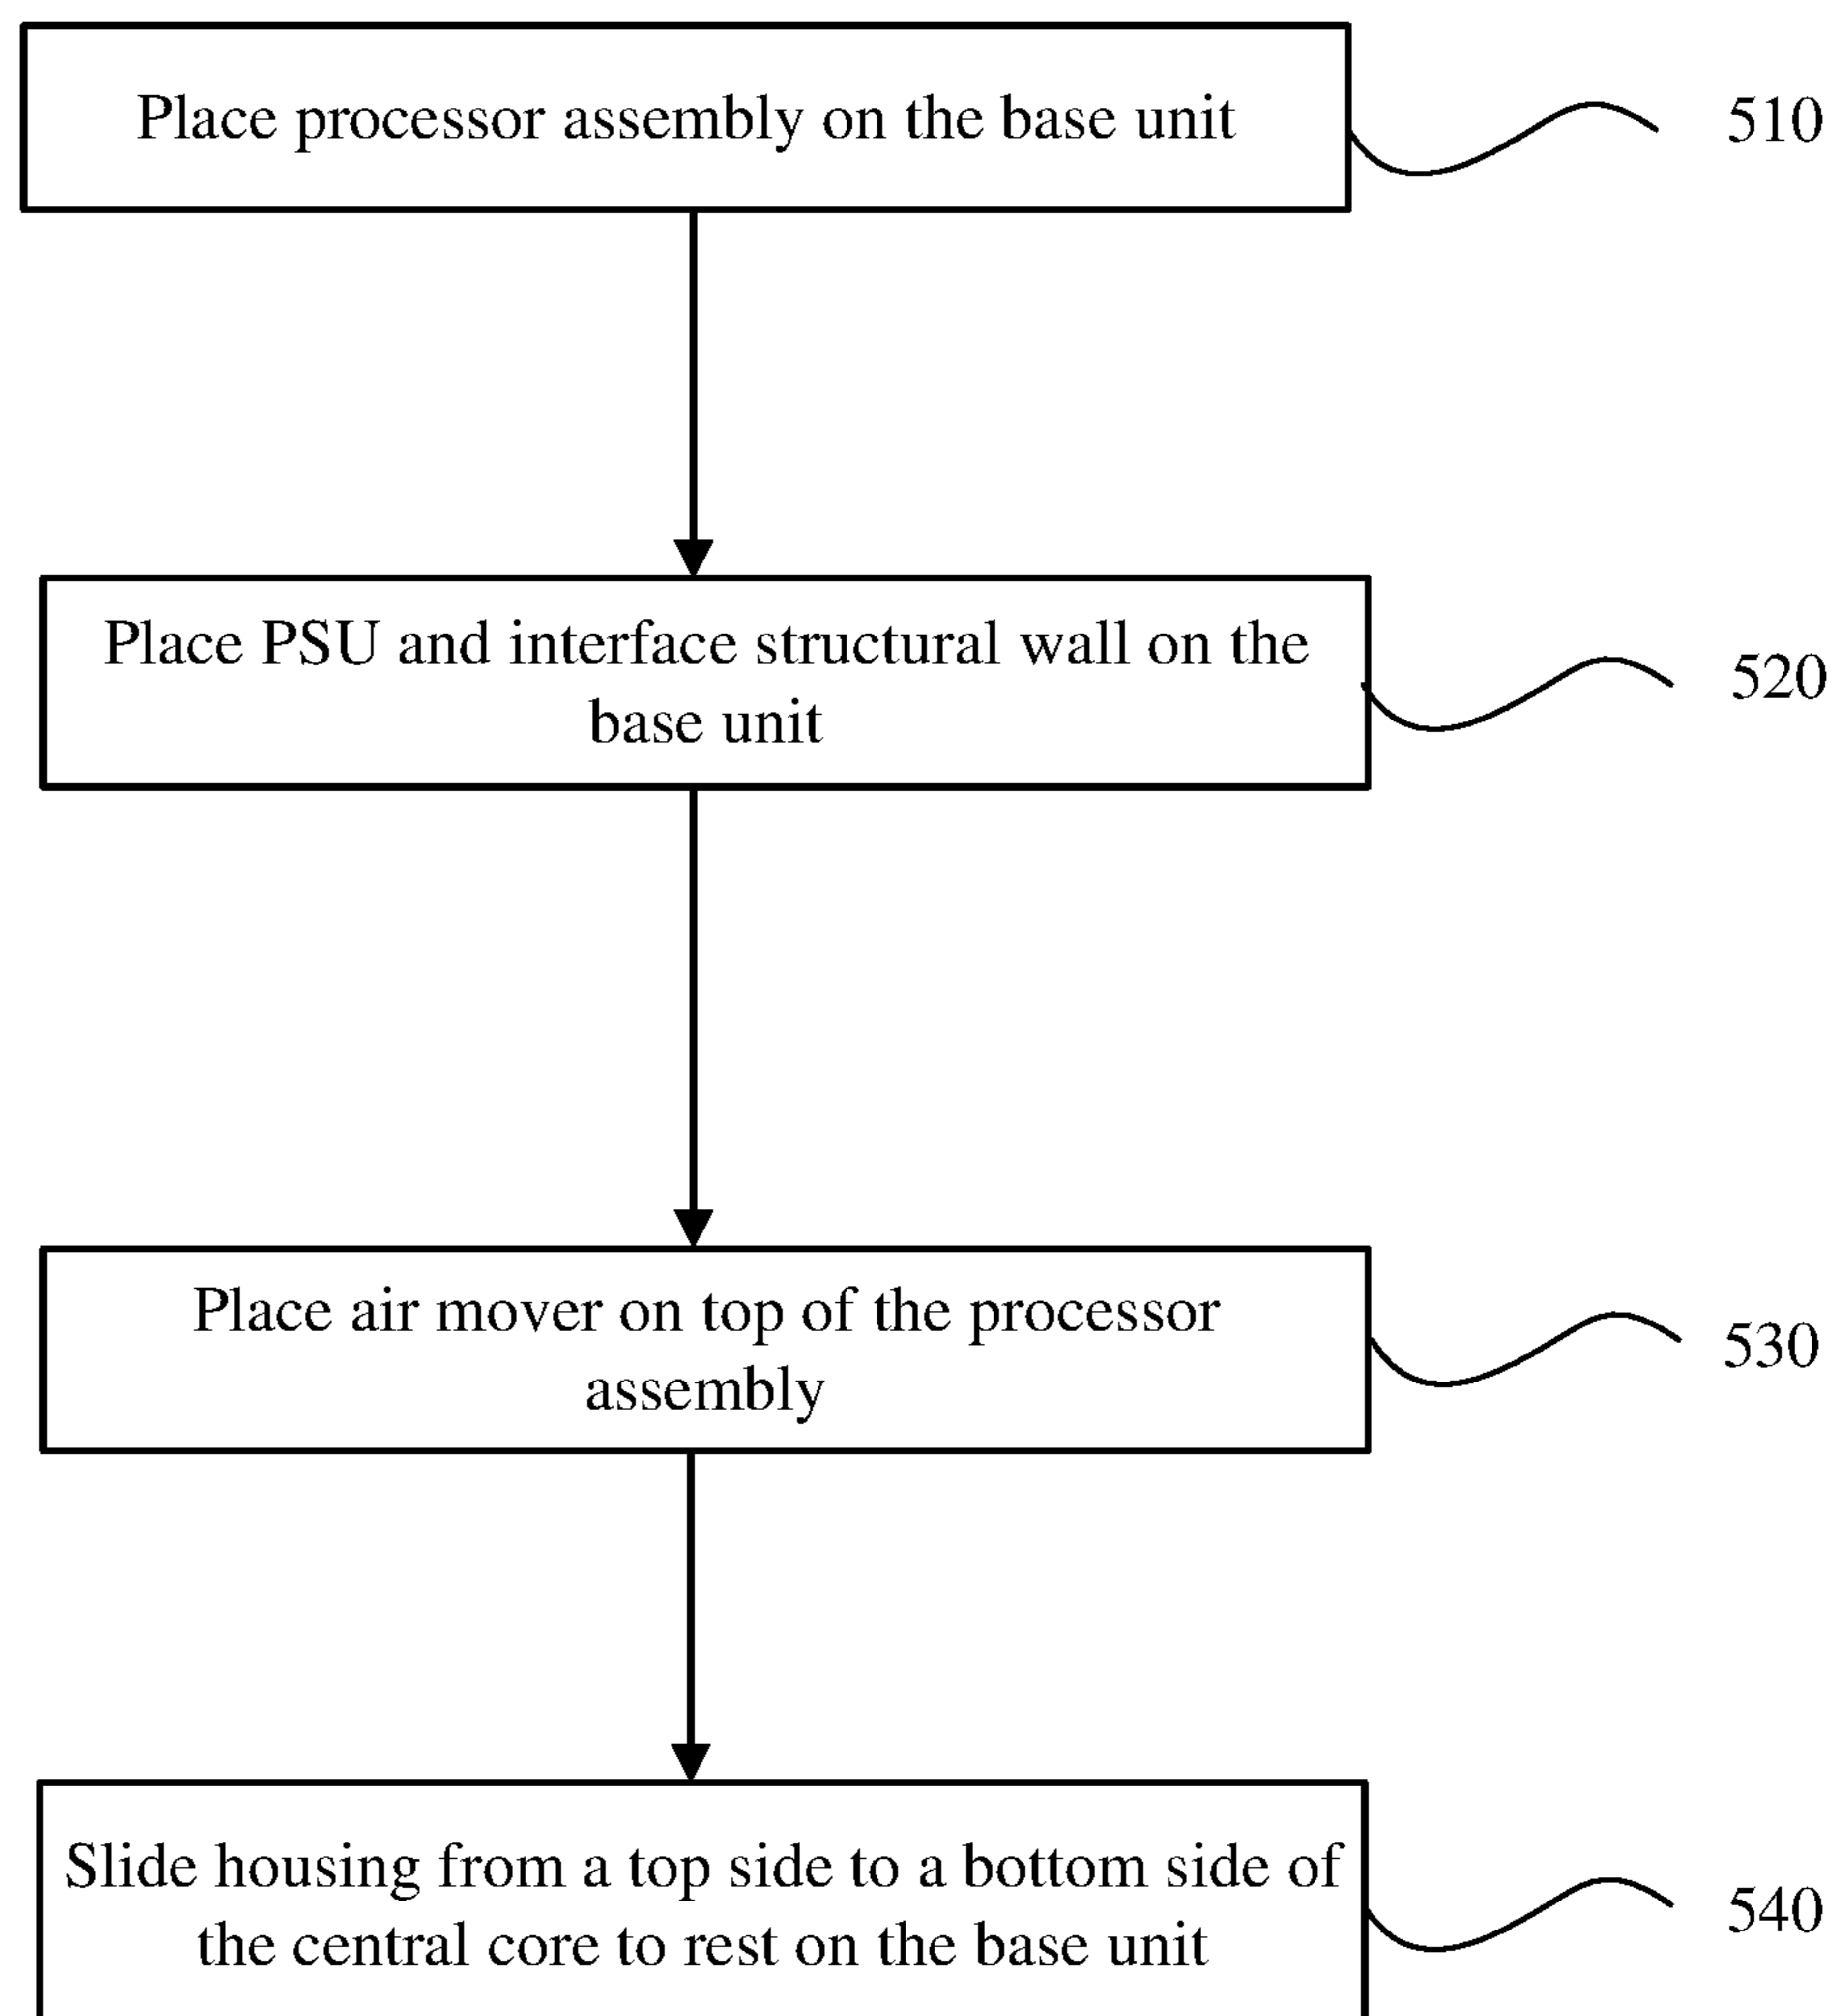 Place processor assembly on the base unit
510
Place PSU and interface structural wall on the
base unit
520
Place air mover on top of the processor
assembly
530
Slide housing from a top side to a bottom side of
the central core to rest on the base unit
540